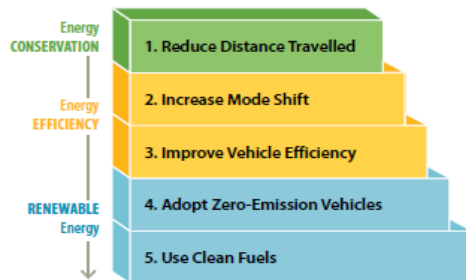 Energy
CONSERVATION
1. Reduce Distance Travelled
Energy
EFFICIENCY
2. Increase Mode Shift
3. Improve Vehicle Efficiency
RENEWABLE
Energy
4. Adopt Zero-Emission Vehicles
5. Use Clean Fuels